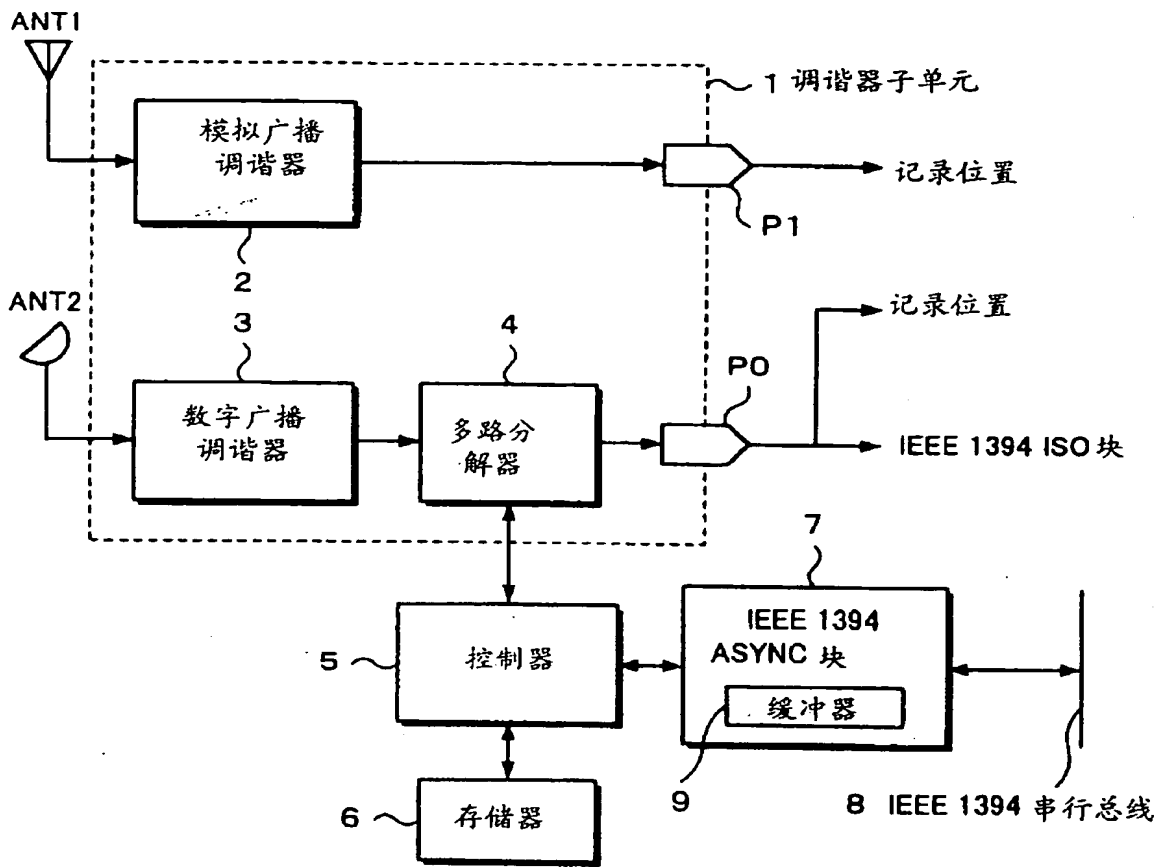 ANT1
1 调谐器子单元
模拟广播
调谐器
记录位置
P1
2
ANT2
3
4
记录位置
P0
数字广播
调谐器
多路分
解器
IEEE 1394 ISO 块
7
5
控制器
IEEE 1394
ASYNC 块
缓冲器
9
8 IEEE 1394 串行总线
6
存储器